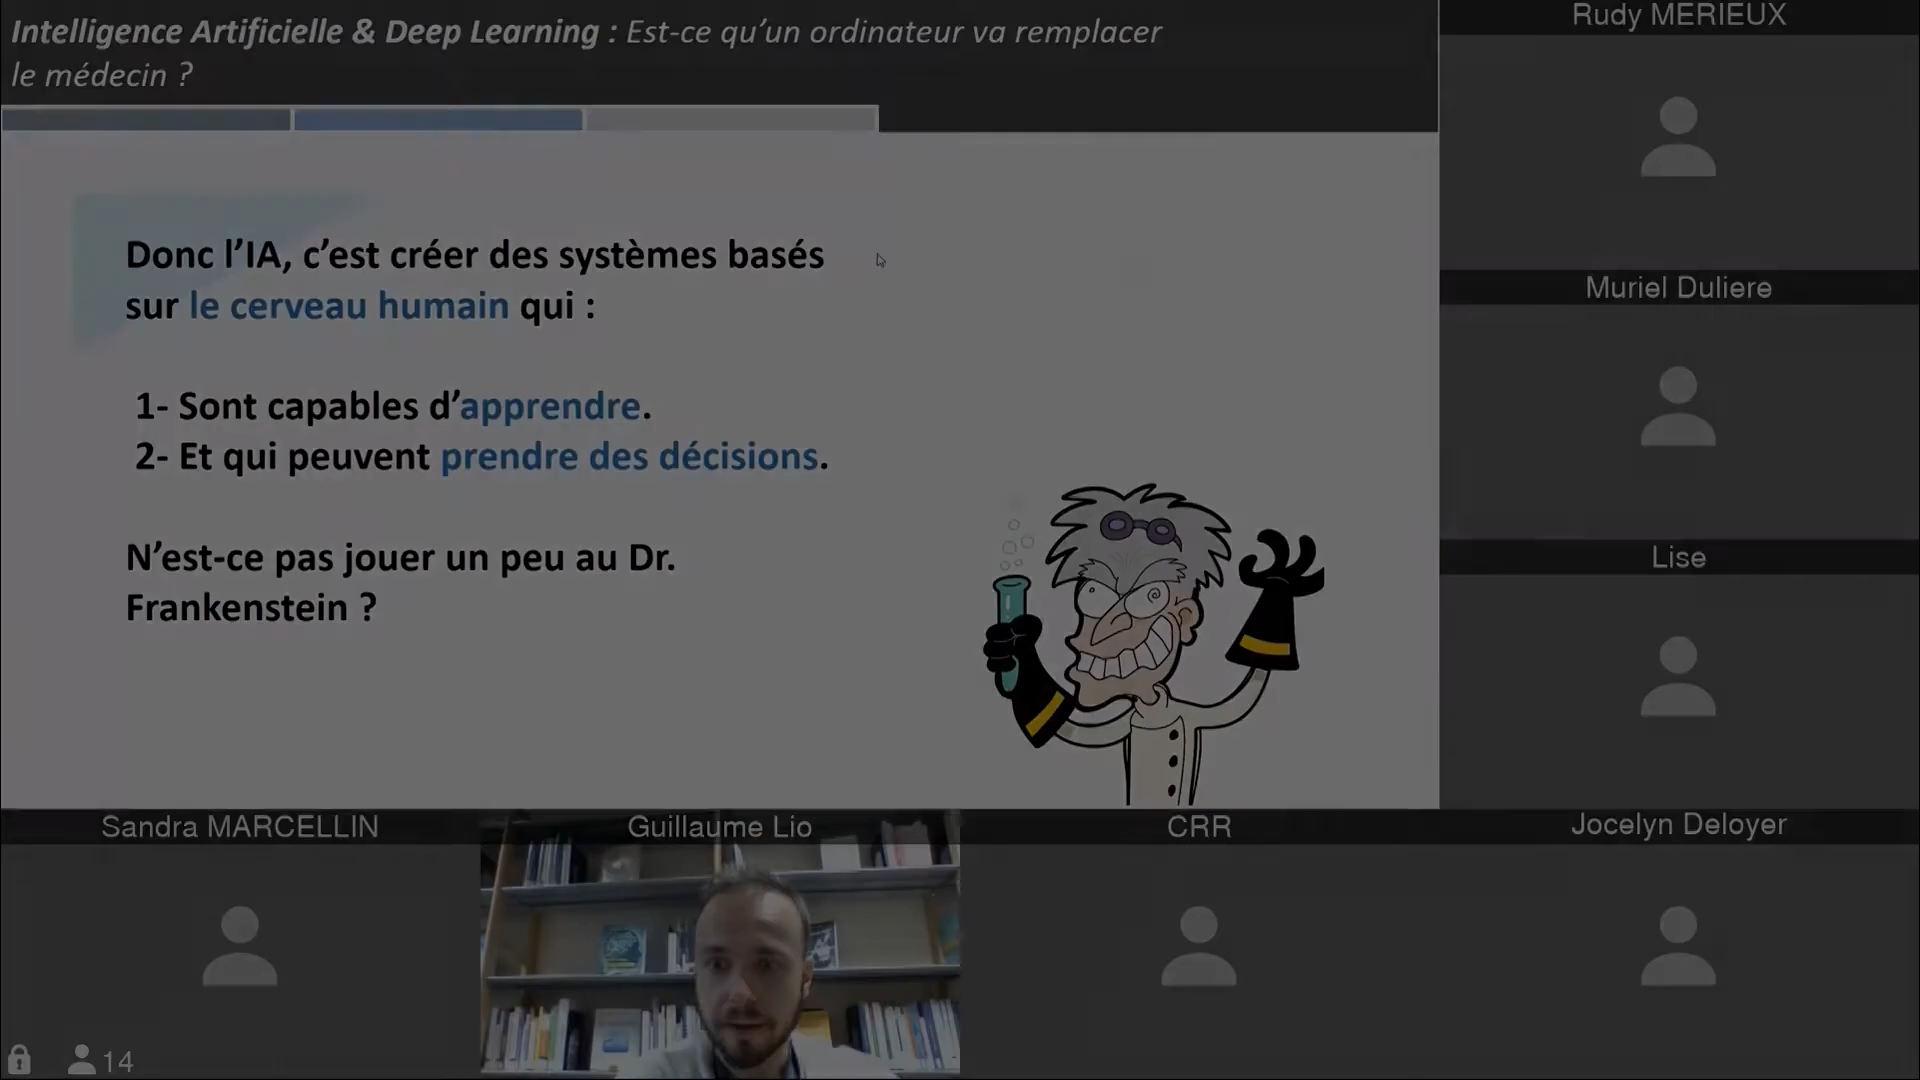 Intelligence Artificielle & Deep Learning : Est-ce qu'un ordinateur va remplacer
le médecin ?
Rudy MERIEUX
Donc l'IA, c'est créer des systèmes basés
sur le cerveau humain qui :
Muriel Duliere
1- Sont capables d'apprendre.
2- Et qui peuvent prendre des décisions.
N'est-ce pas jouer un peu au Dr.
Frankenstein ?
Lise
Sandra MARCELLIN
Guillaume Lio
CRR
Jocelyn Deloyer
14